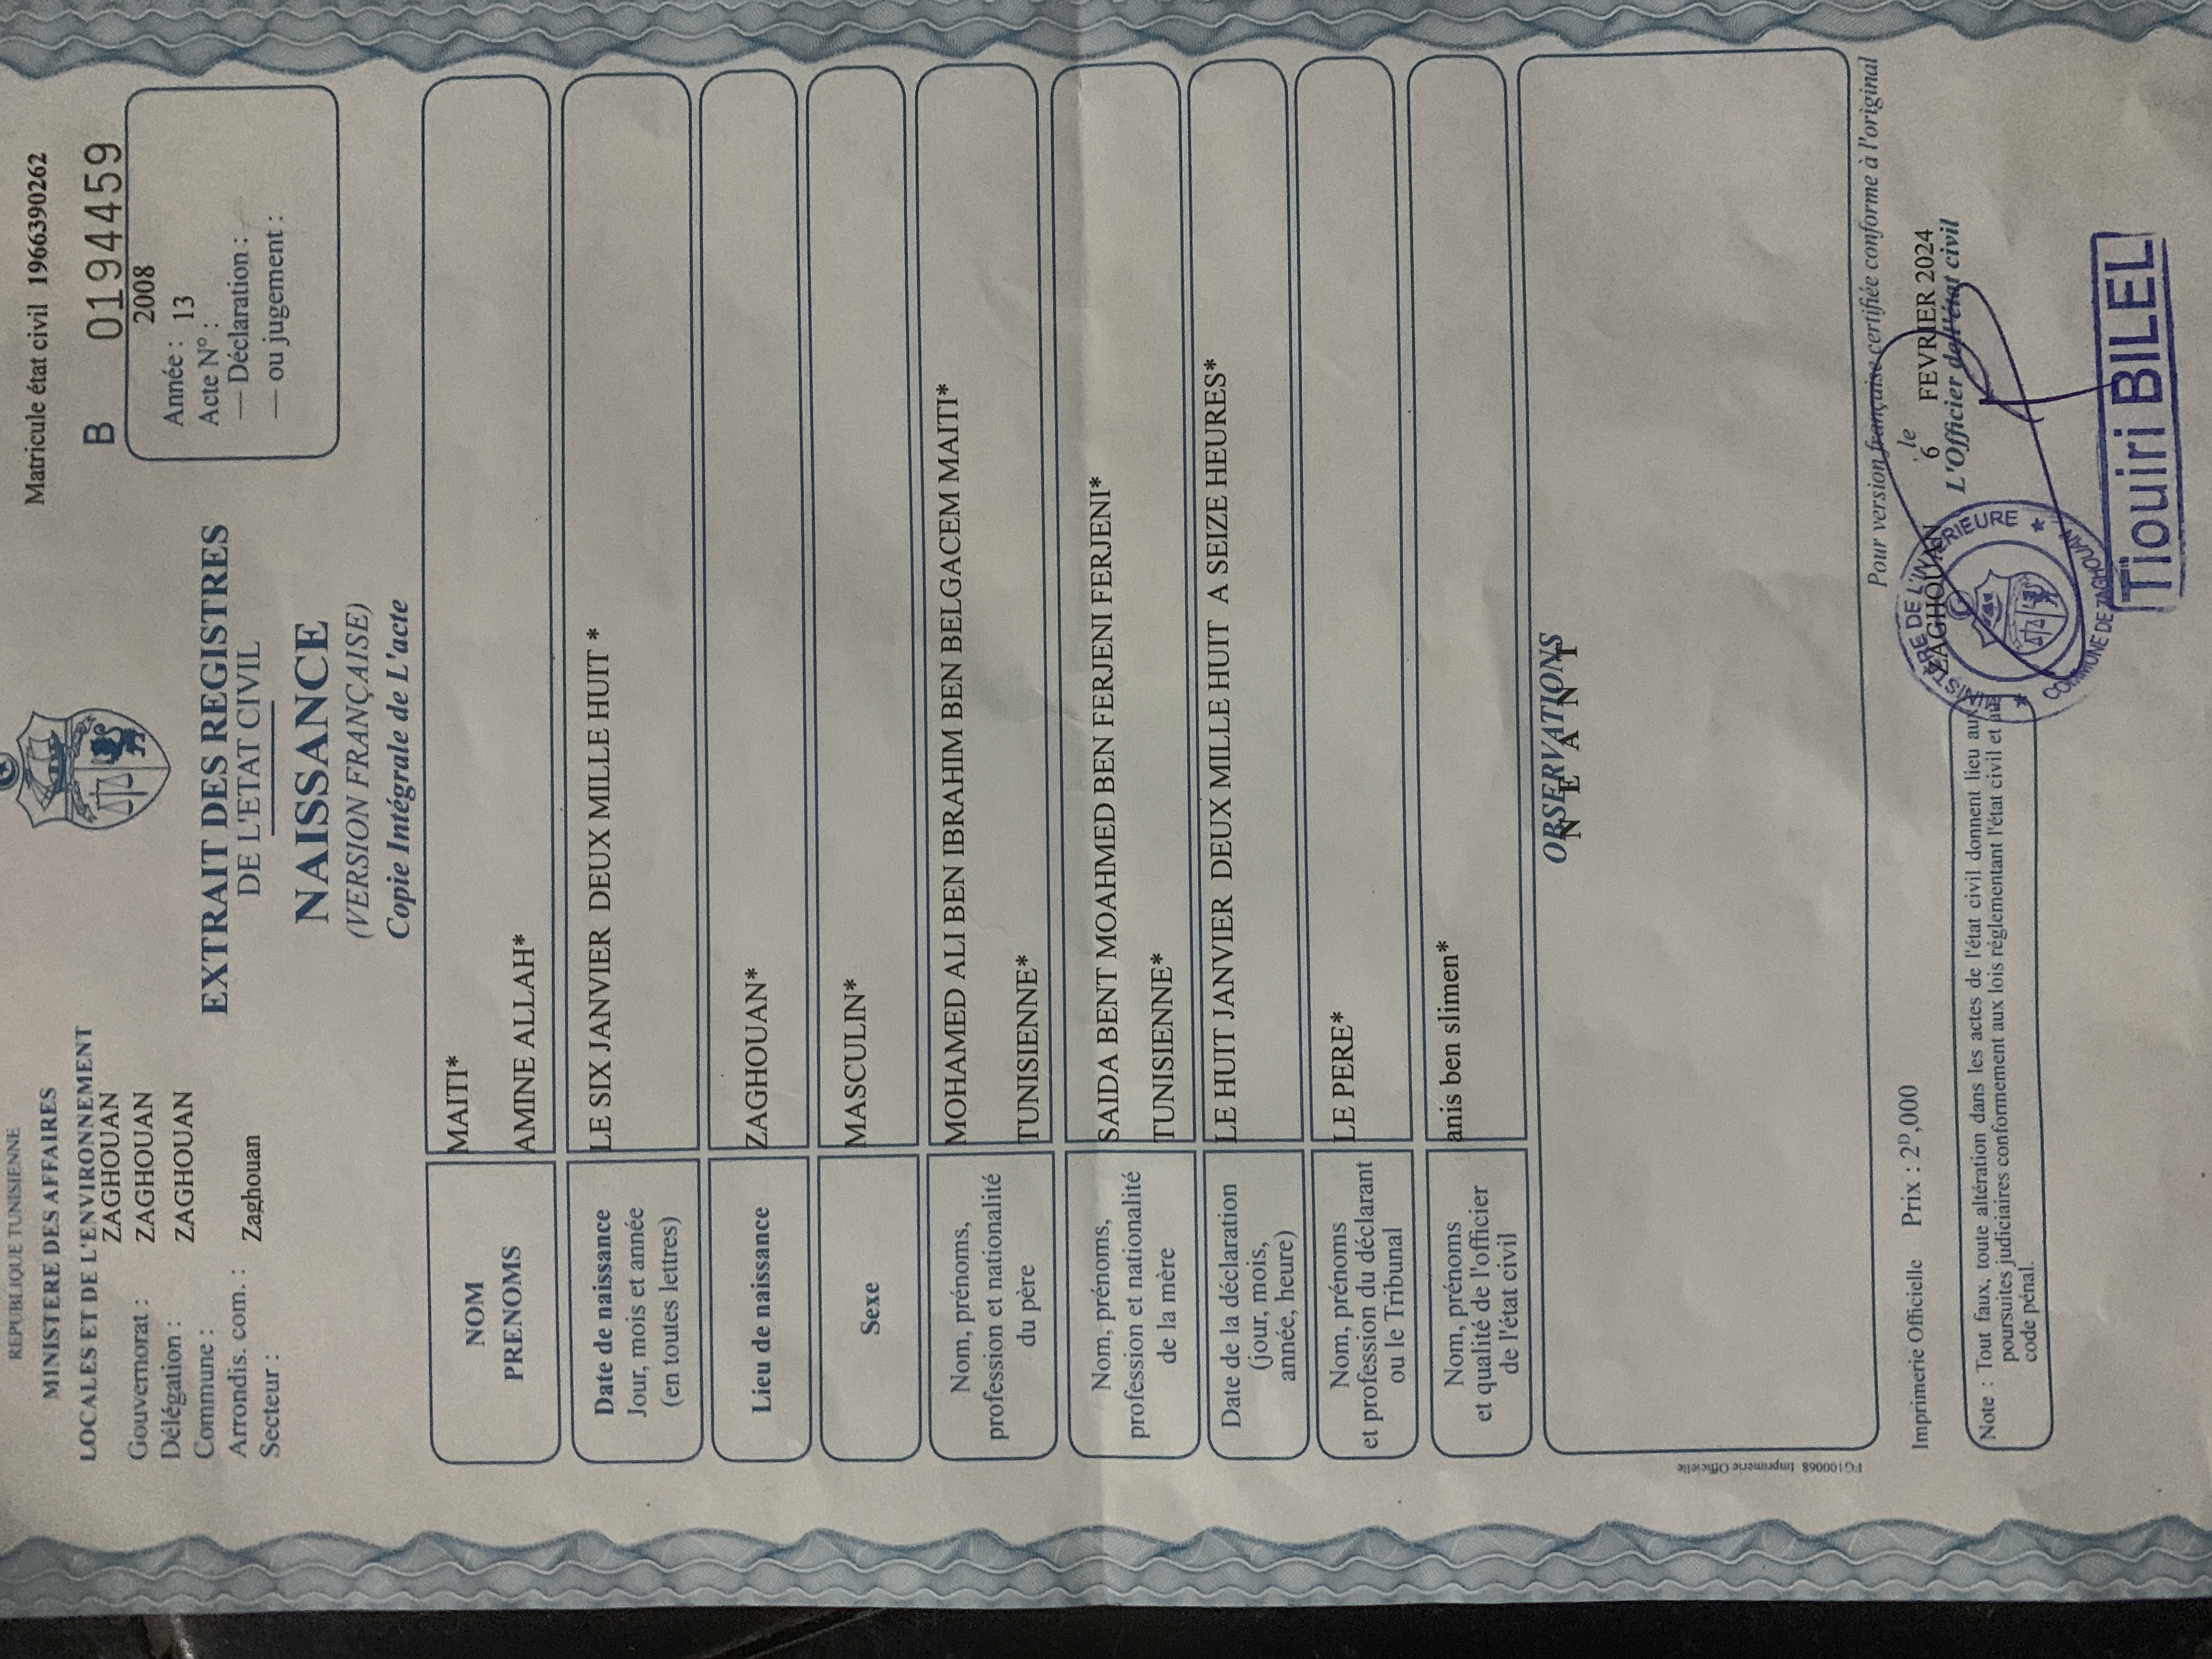 REPUBLIQUE TUNISIENNE
MINISTERE DES AFFAIRES
LOCALES ET DE L'ENVIRONNEMENT
Gouvernorat : ZAGHOUAN
Délégation : ZAGHOUAN
Commune : ZAGHOUAN
Arrondis. com. : Zaghouan
Secteur :
Matricule état civil 1966390262
B 0194459
2008
Année : 13
Acte N° :
— Déclaration :
— ou jugement :
EXTRAIT DES REGISTRES
DE L'ETAT CIVIL
NAISSANCE
(VERSION FRANÇAISE)
Copie Intégrale de L'acte
NOM MAITI*
PRENOMS AMINE ALLAH*
Date de naissance LE SIX JANVIER DEUX MILLE HUIT *
Jour, mois et année
(en toutes lettres)
Lieu de naissance ZAGHOUAN*
Sexe MASCULIN*
Nom, prénoms, MOHAMED ALI BEN IBRAHIM BEN BELGACEM MAITI*
profession et nationalité
du père TUNISIENNE*
Nom, prénoms, SAIDA BENT MOAHMED BEN FERJENI FERJENI*
profession et nationalité
de la mère TUNISIENNE*
Date de la déclaration LE HUIT JANVIER DEUX MILLE HUIT A SEIZE HEURES*
(jour, mois,
année, heure)
Nom, prénoms LE PERE*
et profession du déclarant
ou le Tribunal
Nom, prénoms anis ben slimen*
et qualité de l'officier
de l'état civil
OBSERVATIONS
N E A N T
FG100068 Imprimerie Officielle
Pour version française certifiée conforme à l'original
Imprimerie Officielle Prix : 2D,000
ZAGHOUAN, le 6 FEVRIER 2024
L'Officier de l'état civil
MINISTERE DE L'INTERIEURE
COMMUNE DE ZAGHOUAN
Tiouiri BILEL
Note : Tout faux, toute altération dans les actes de l'état civil donnent lieu aux
poursuites judiciaires conformement aux lois réglementant l'état civil et au
code pénal.